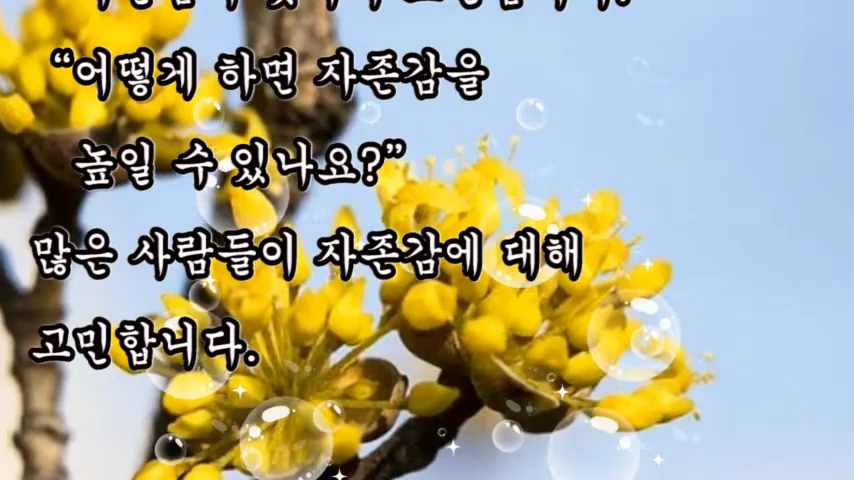 “어떻게 하면 자존감을
높일 수 있나요?”
많은 사람들이 자존감에 대해
고민합니다.